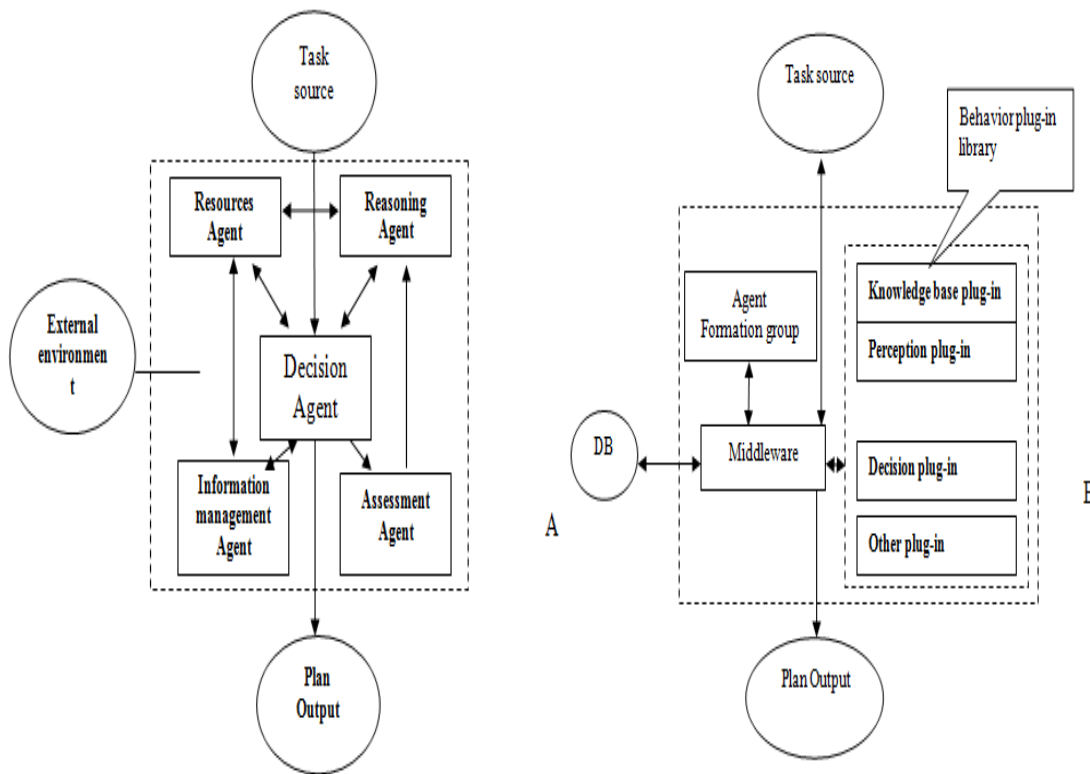 Task
source
Resources
Agent
Reasoning
Agent
External
environmen
t
Decision
Agent
Information
management
Agent
Assessment
Agent
Plan
Output
A
Task source
Behavior plug-in
library
Agent
Formation group
Knowledge base plug-in
Perception plug-in
DB
Middleware
Decision plug-in
Other plug-in
Plan Output